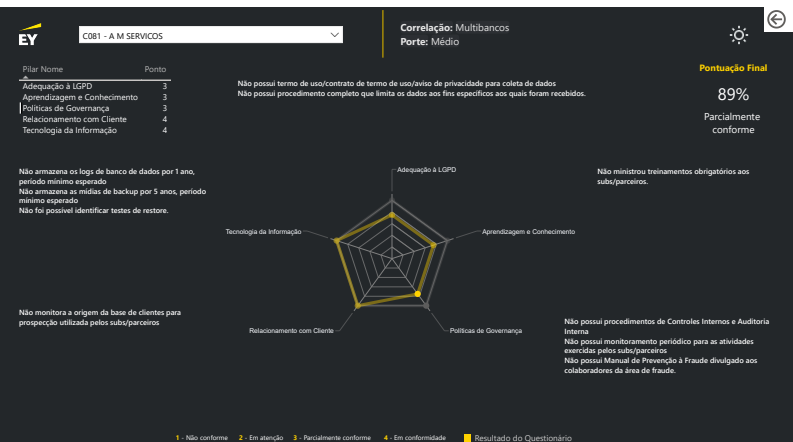 EY
C081 - A M SERVICOS
Correlação: Multibancos
Porte: Médio
Pilar Nome Ponto
Adequação à LGPD 3
Aprendizagem e Conhecimento 3
Políticas de Governança 3
Relacionamento com Cliente 4
Tecnologia da Informação 4
Não possui termo de uso/contrato de termo de uso/aviso de privacidade para coleta de dados
Não possui procedimento completo que limita os dados aos fins específicos aos quais foram recebidos.
Pontuação Final
89%
Parcialmente
conforme
Não armazena os logs de banco de dados por 1 ano,
período mínimo esperado
Não armazena as mídias de backup por 5 anos, período
mínimo esperado
Não foi possível identificar testes de restore.
Adequação à LGPD
Não ministrou treinamentos obrigatórios aos
subs/parceiros.
Tecnologia da Informação
Aprendizagem e Conhecimento
Não monitora a origem da base de clientes para
prospecção utilizada pelos subs/parceiros
Relacionamento com Cliente
Políticas de Governança
Não possui procedimentos de Controles Internos e Auditoria
Interna
Não possui monitoramento periódico para as atividades
exercidas pelos subs/parceiros
Não possui Manual de Prevenção à Fraude divulgado aos
colaboradores da área de fraude.
1 - Não conforme 2 - Em atenção 3 - Parcialmente conforme 4 - Em conformidade Resultado do Questionário